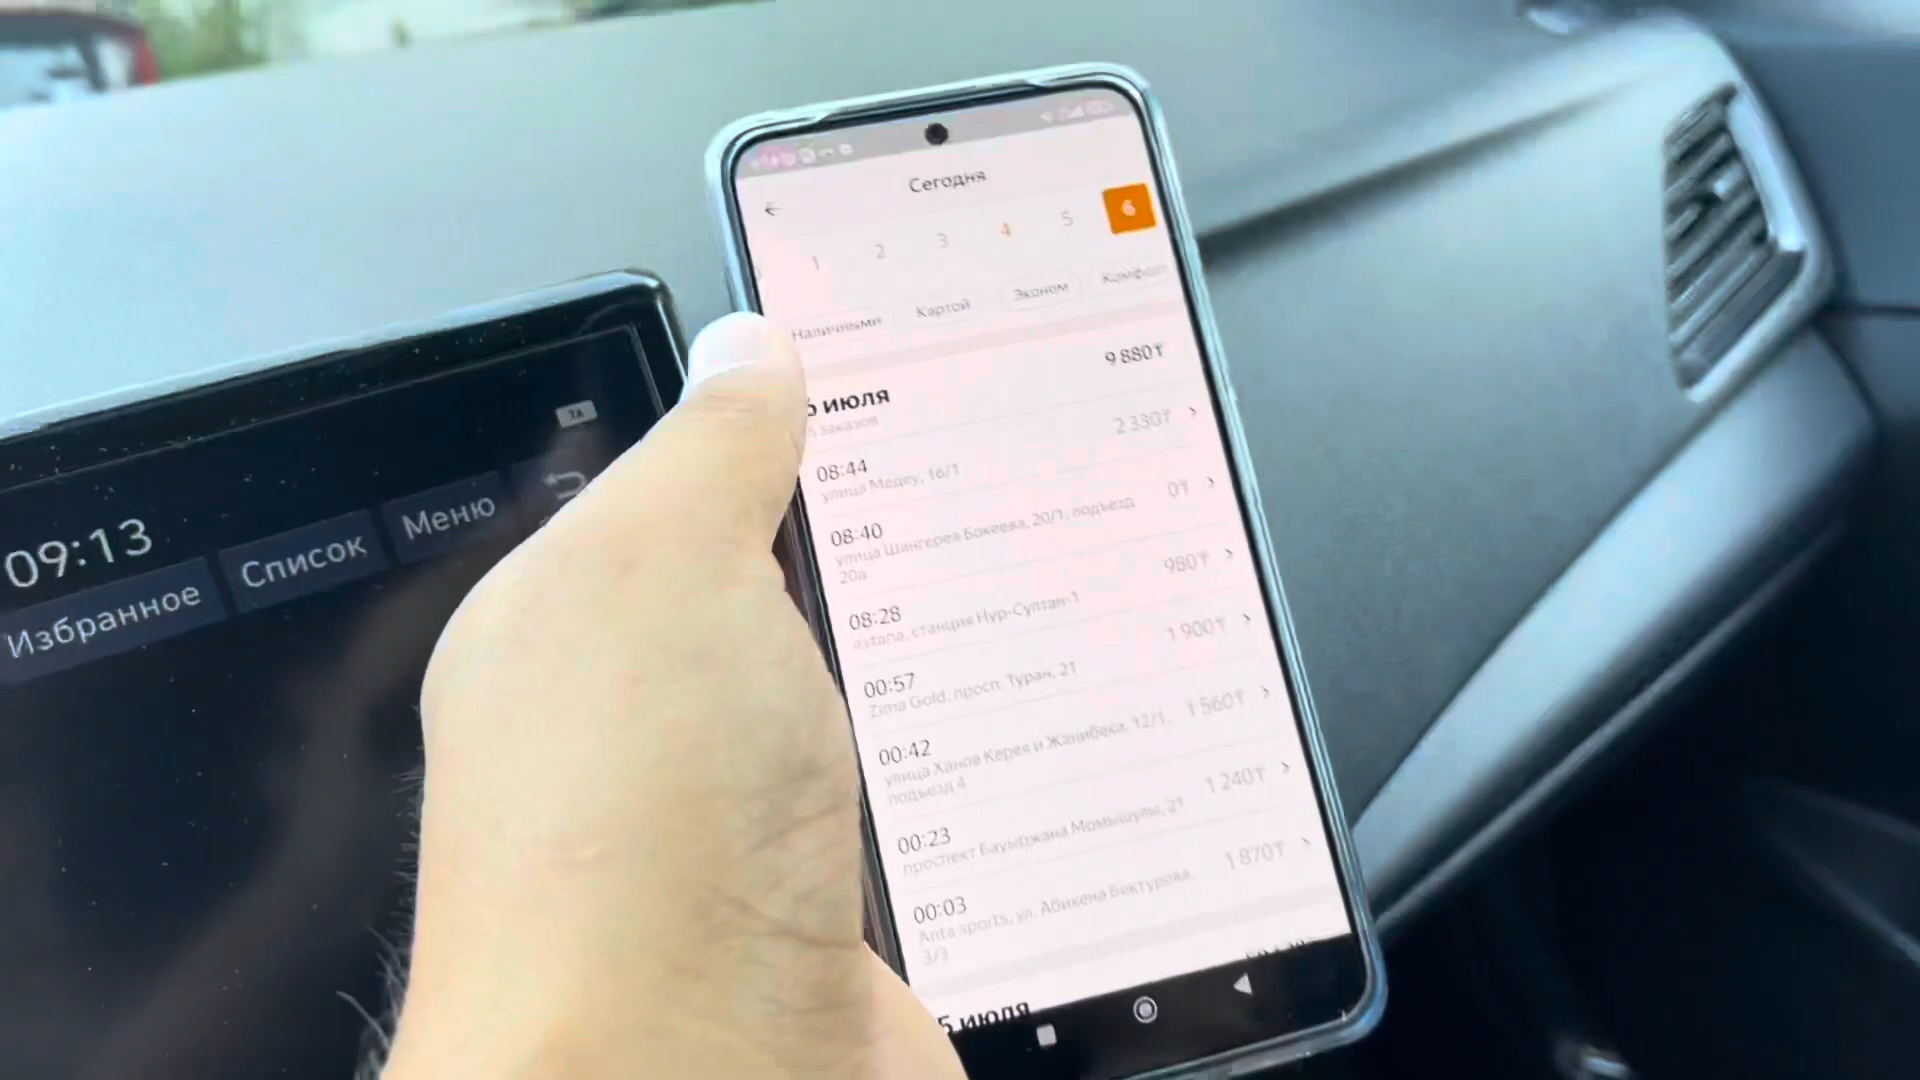 Сегодня
1 2 3 4 5 6
Наличными Картой Эконом Комфорт
9 880₸
6 июля
заказов
2 330₸
08:44
улица Медеу, 16/1
0₸
08:40
улица Шангерея Бокеева, 20/1, подъезд
20а
980₸
08:28
astana, станция Нур-Султан-1
1 900₸
00:57
Zima Gold, просп. Туран, 21
1 560₸
00:42
улица Ханов Керея и Жанибека, 12/1,
подъезд 4
1 240₸
00:23
проспект Бауыржана Момышулы, 21
1 870₸
00:03
Anta sports, ул. Абикена Бектурова,
3/3
5 июля
TA
09:13
Избранное Список Меню